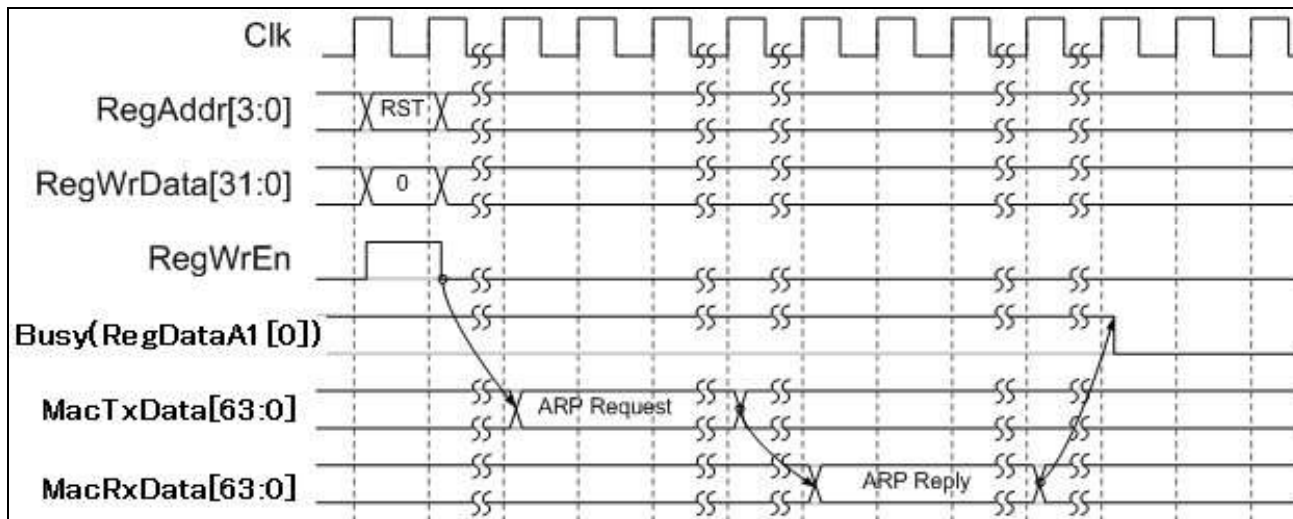 Clk
RegAddr[3:0] RST
RegWrData[31:0] 0
RegWrEn
Busy(RegDataA1[0])
MacTxData[63:0] ARP Request
MacRxData[63:0] ARP Reply